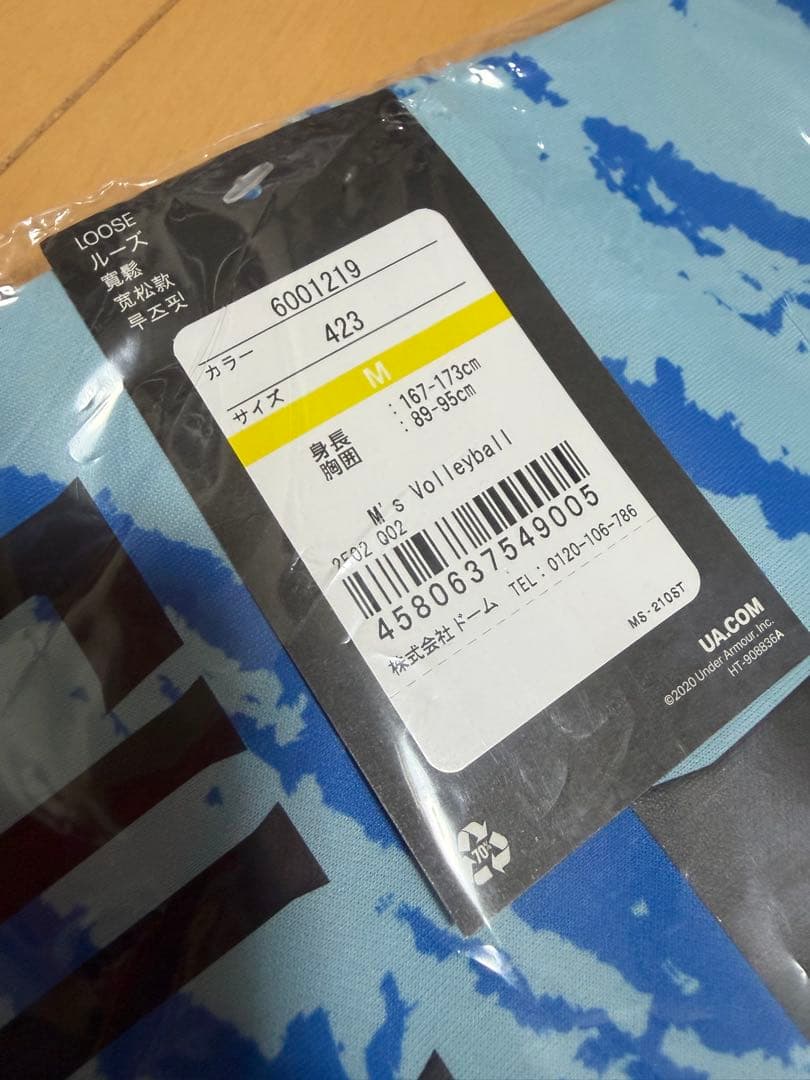 LOOSE
ルーズ
寬鬆
宽松款
루즈핏
6001219
カラー 423
サイズ M
身長 : 167-173cm
胸囲 : 89-95cm
M's Volleyball
2502 002
4580637549005
株式会社ドーム TEL:0120-106-786
MS-210ST
UA.COM
©2020 Under Armour, Inc.
HT-908836A
70%